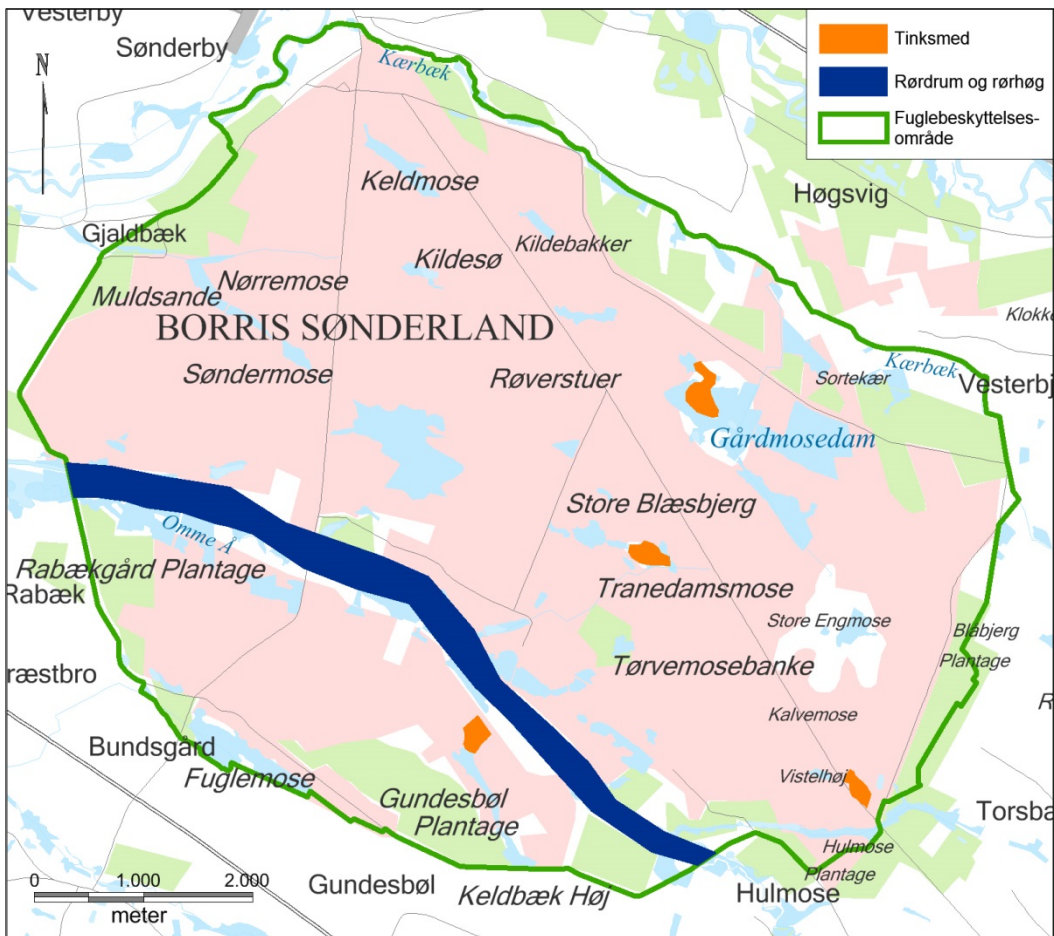 Vesterby
Sønderby
N
Kærbæk
Tinksmed
Rørdrum og rørhøg
Fuglebeskyttelses-
område
Keldmose
Høgsvig
Gjaldbæk
Kildebakker
Kildesø
Nørremose
Muldsande
BORRIS SØNDERLAND
Klokke
Søndermose
Røverstuer
Sortekær
Kærbæk
Vesterbj
Gårdmosedam
Store Blæsbjerg
Omme Å
Rabækgård Plantage
Rabæk
Tranedamsmose
Store Engmose
Blåbjerg
Plantage
Tørvemosebanke
ræstbro
R
Kalvemose
Bundsgård
Fuglemose
Vistelhøj
Gundesbøl
Plantage
Torsba
Hulmose
Plantage
0 1.000 2.000
meter
Gundesbøl
Keldbæk Høj
Hulmose